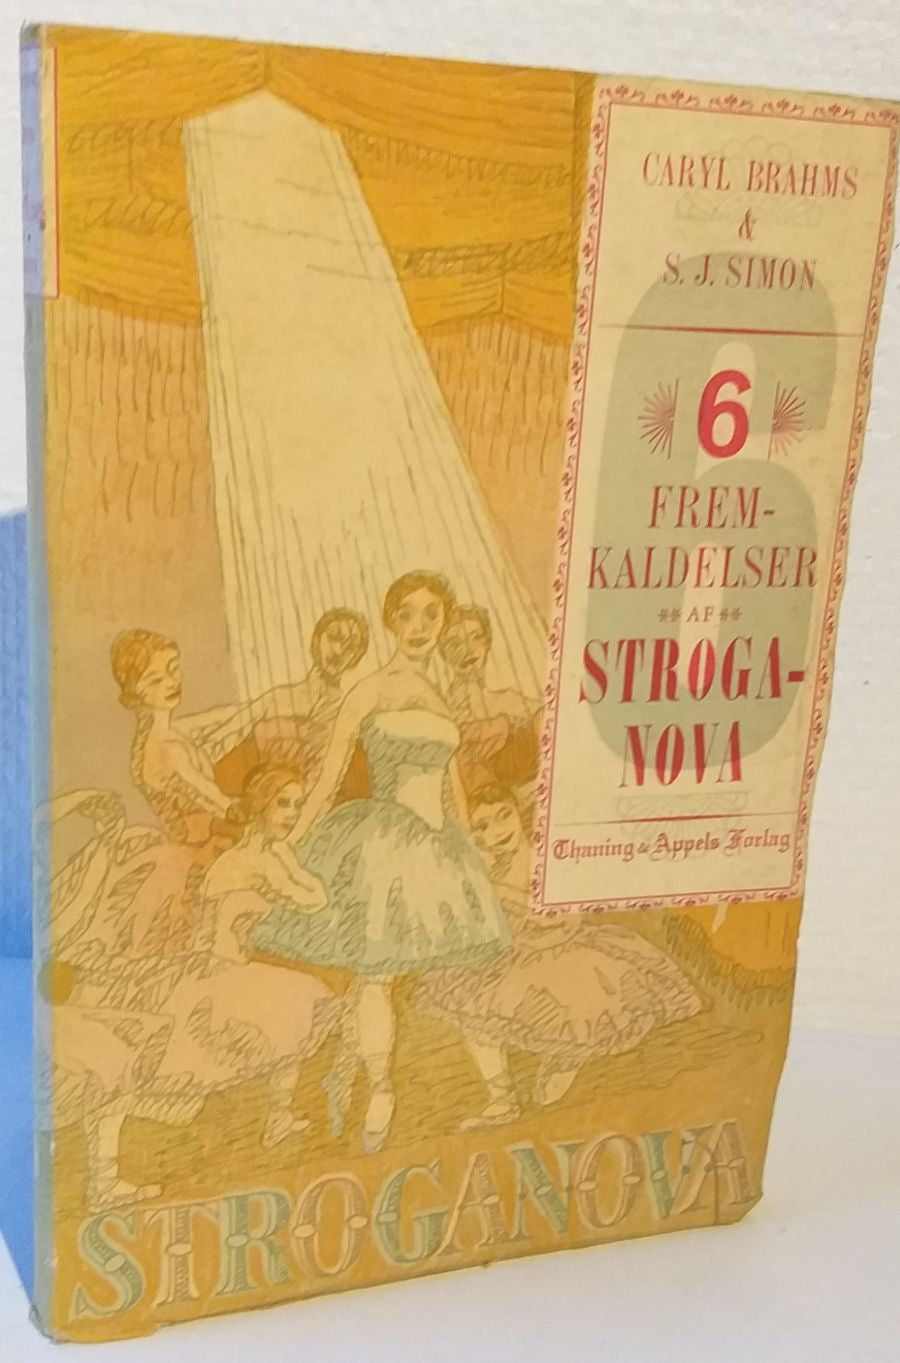 CARYL BRAHMS
&
S. J. SIMON
6
FREM-
KALDELSER
AF
STROGA-
NOVA
Thaning & Appels Forlag
STROGANOVA